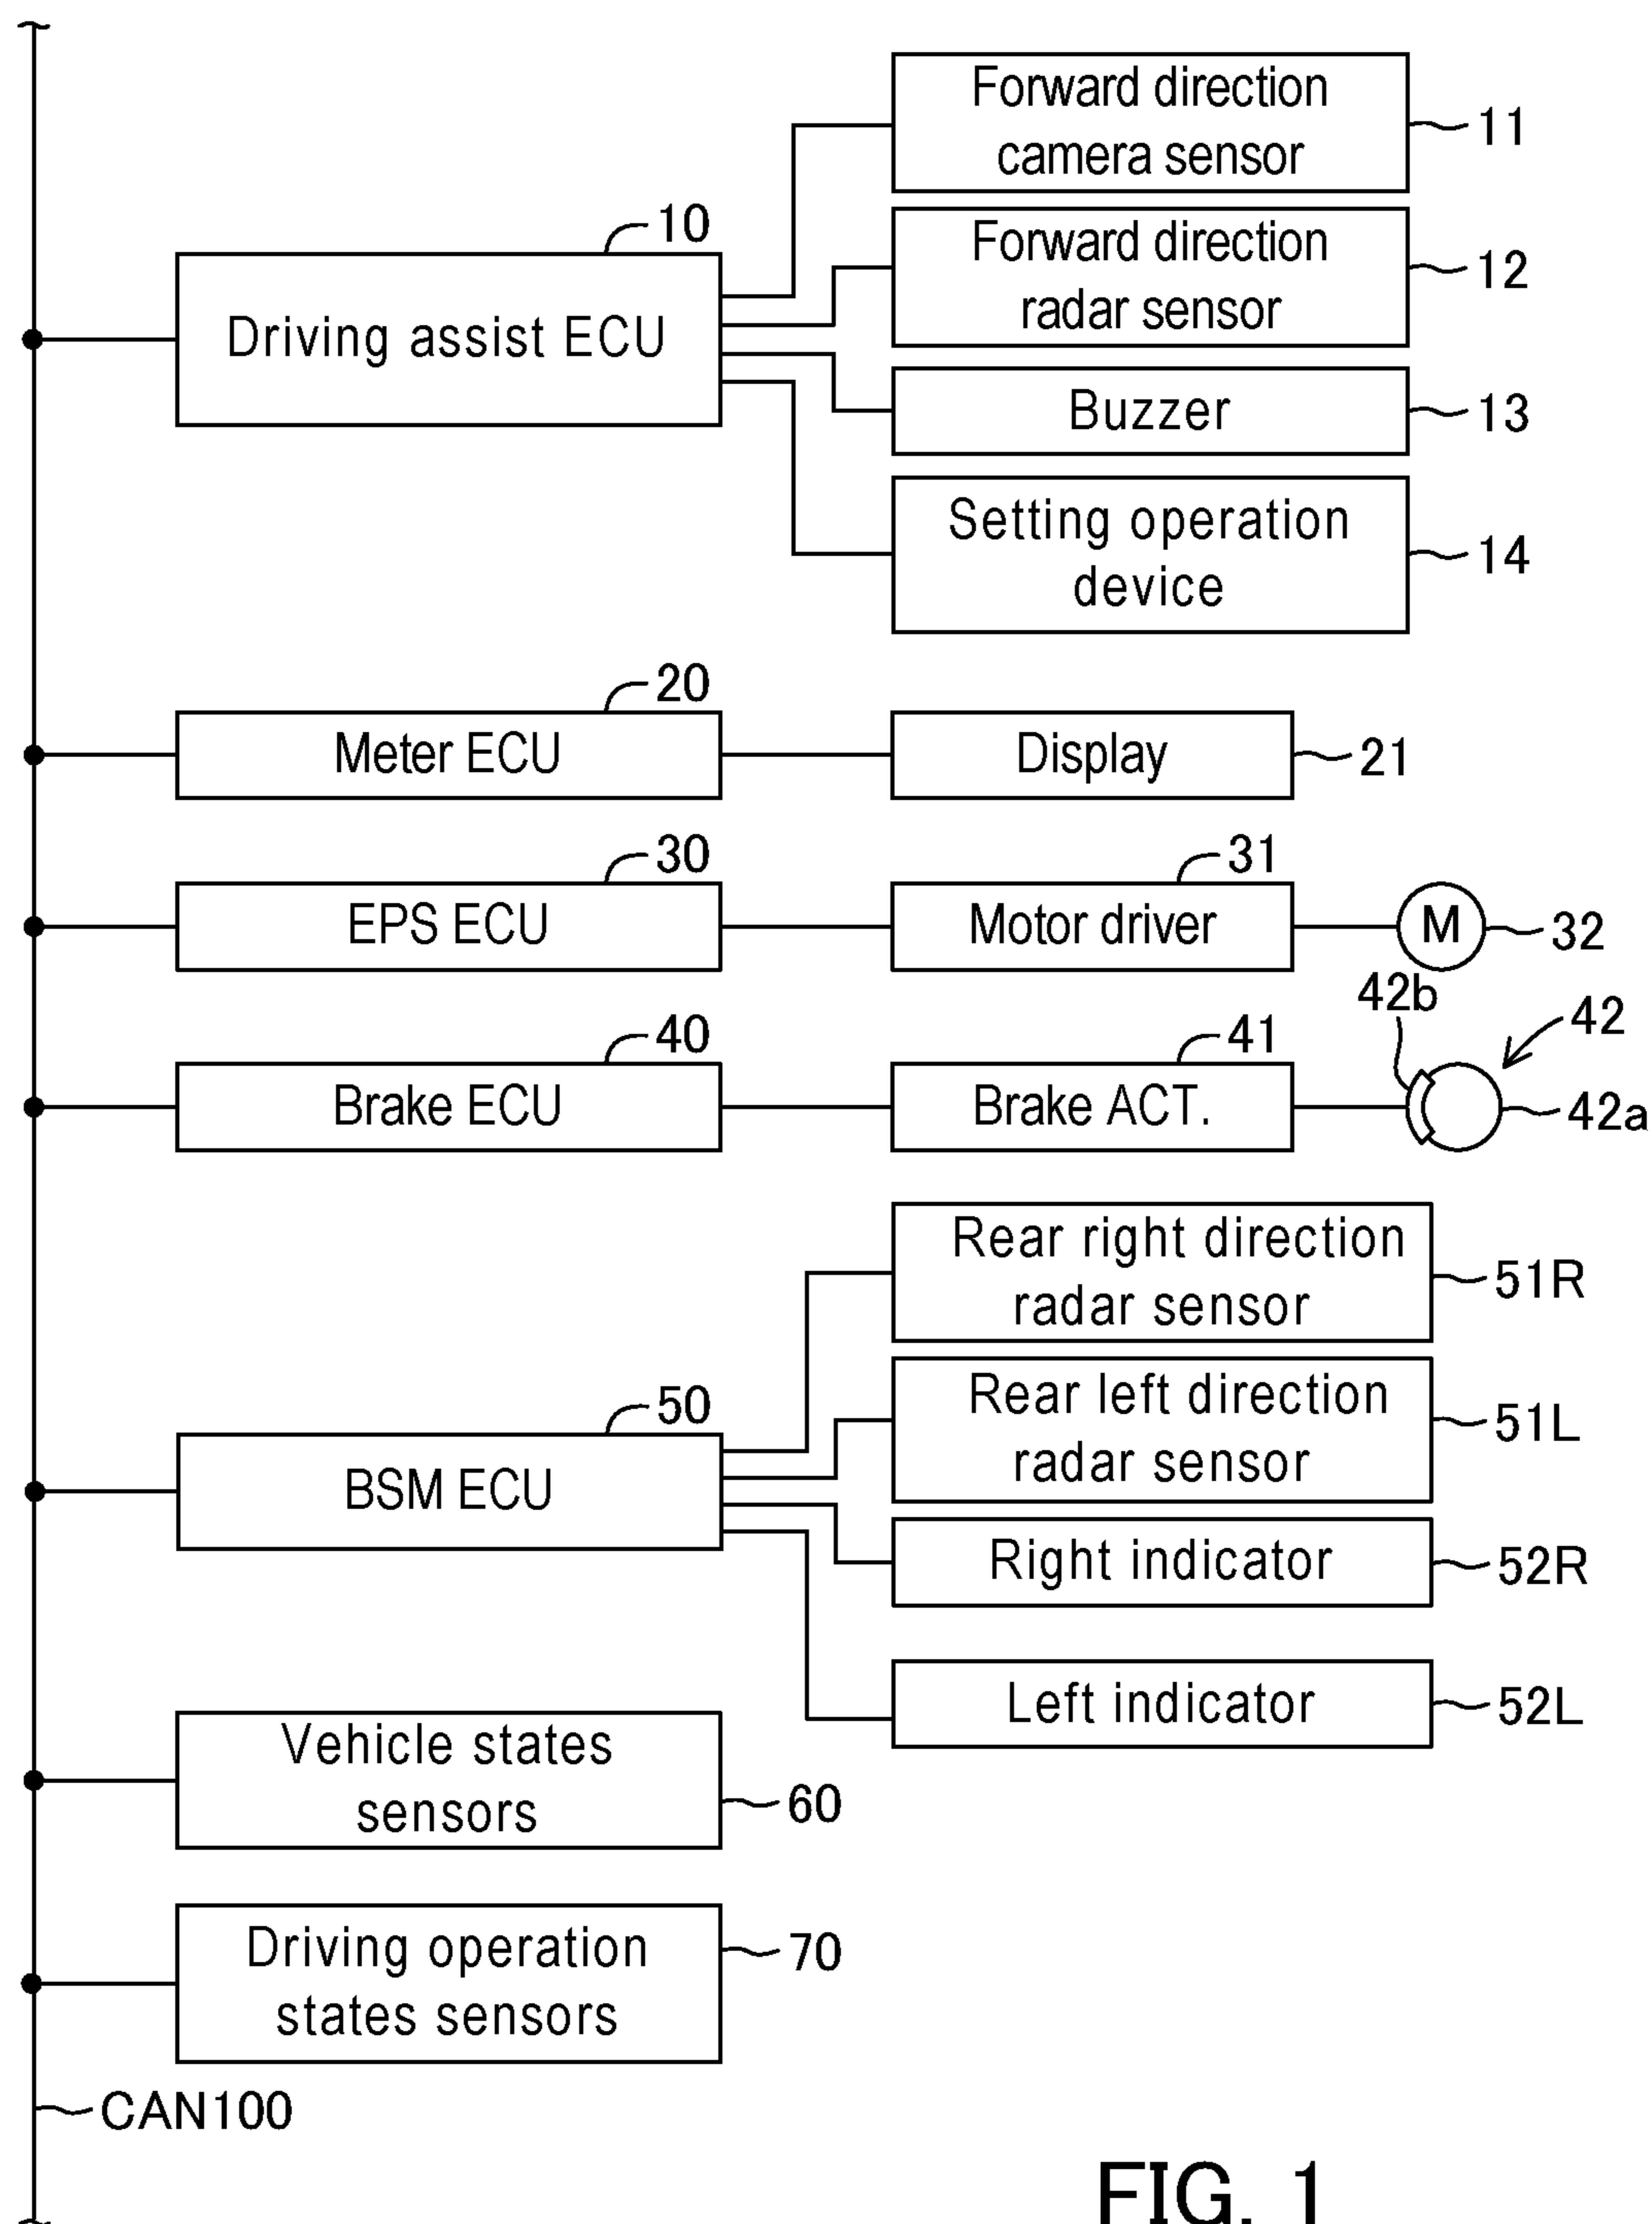 Forward direction
camera sensor
11
10
Forward direction
radar sensor
12
Driving assist ECU
Buzzer
13
Setting operation
device
14
20
Meter ECU
Display
21
30
31
EPS ECU
Motor driver
M
32
42b
42
40
41
Brake ECU
Brake ACT.
42a
Rear right direction
radar sensor
51R
50
Rear left direction
radar sensor
51L
BSM ECU
Right indicator
52R
Left indicator
52L
Vehicle states
sensors
60
Driving operation
states sensors
70
CAN100
FIG. 1